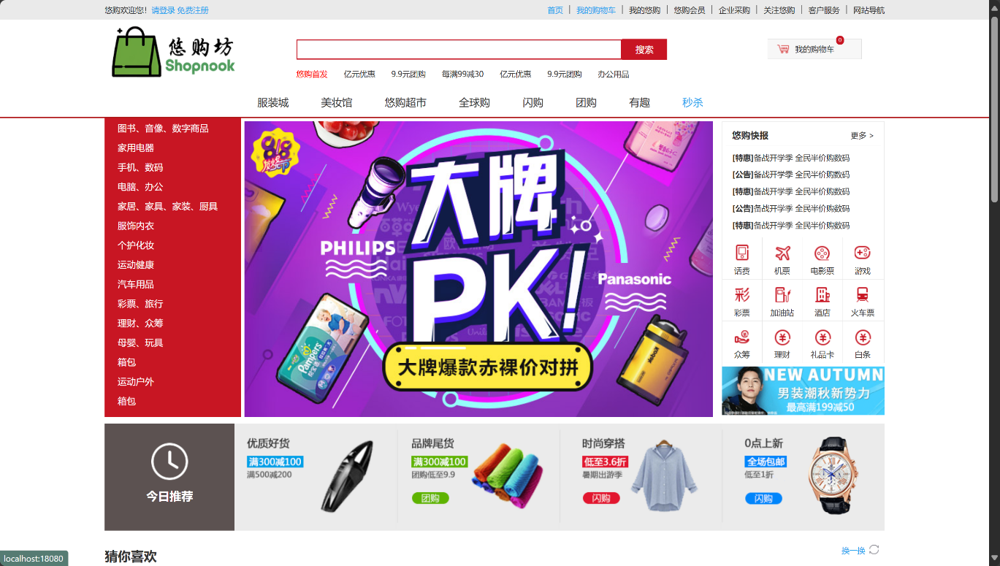 悠购欢迎您! 请登录 免费注册
首页 | 我的购物车 | 我的悠购 | 悠购会员 | 企业采购 | 关注悠购 | 客户服务 | 网站导航
悠购坊
Shopnook
搜索
0
我的购物车
悠购首发 亿元优惠 9.9元团购 每满99减30 亿元优惠 9.9元团购 办公用品
服装城 美妆馆 悠购超市 全球购 闪购 团购 有趣 秒杀
图书、音像、数字商品
家用电器
手机、数码
电脑、办公
家居、家具、家装、厨具
服饰内衣
个护化妆
运动健康
汽车用品
彩票、旅行
理财、众筹
母婴、玩具
箱包
运动户外
箱包
818
大牌
PK!
PHILIPS
Panasonic
Pampers
大牌爆款赤裸价对拼
悠购快报 更多 >
[特惠]备战开学季 全民半价购数码
[公告]备战开学季 全民半价购数码
[特惠]备战开学季 全民半价购数码
[公告]备战开学季 全民半价购数码
[特惠]备战开学季 全民半价购数码
话费 机票 电影票 游戏
彩票 加油站 酒店 火车票
众筹 理财 礼品卡 白条
NEW AUTUMN
男装潮秋新势力
最高满199减50
今日推荐
优质好货
满300减100
满500减200
品牌尾货
满300减100
团购低至9.9
团购
时尚穿搭
低至3.6折
暑期出游季
闪购
0点上新
全场包邮
低至1折
闪购
猜你喜欢
换一换
localhost:18080